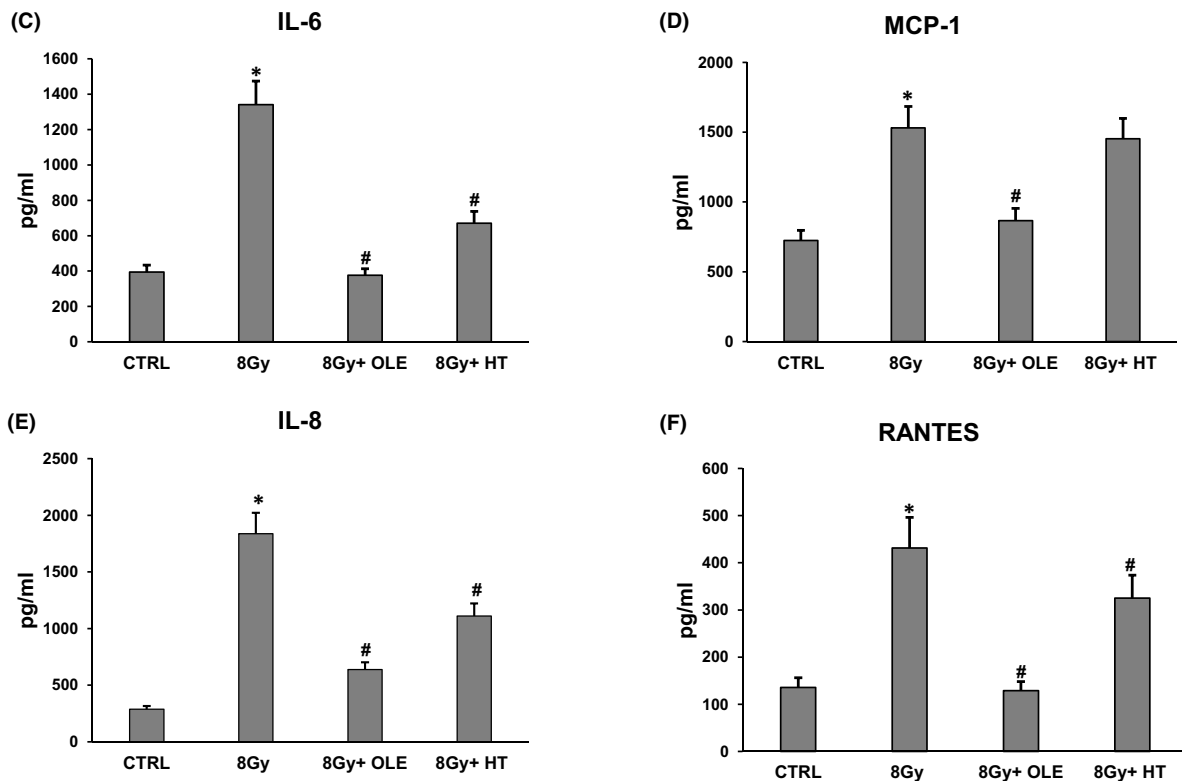 (C)
IL-6
pg/ml
1600
1400
1200
1000
800
600
400
200
0
*
#
#
CTRL 8Gy 8Gy+ OLE 8Gy+ HT
(D)
MCP-1
pg/ml
2000
1500
1000
500
0
*
#
CTRL 8Gy 8Gy+ OLE 8Gy+ HT
(E)
IL-8
pg/ml
2500
2000
1500
1000
500
0
*
#
#
CTRL 8Gy 8Gy+ OLE 8Gy+ HT
(F)
RANTES
pg/ml
600
500
400
300
200
100
0
*
#
#
CTRL 8Gy 8Gy+ OLE 8Gy+ HT